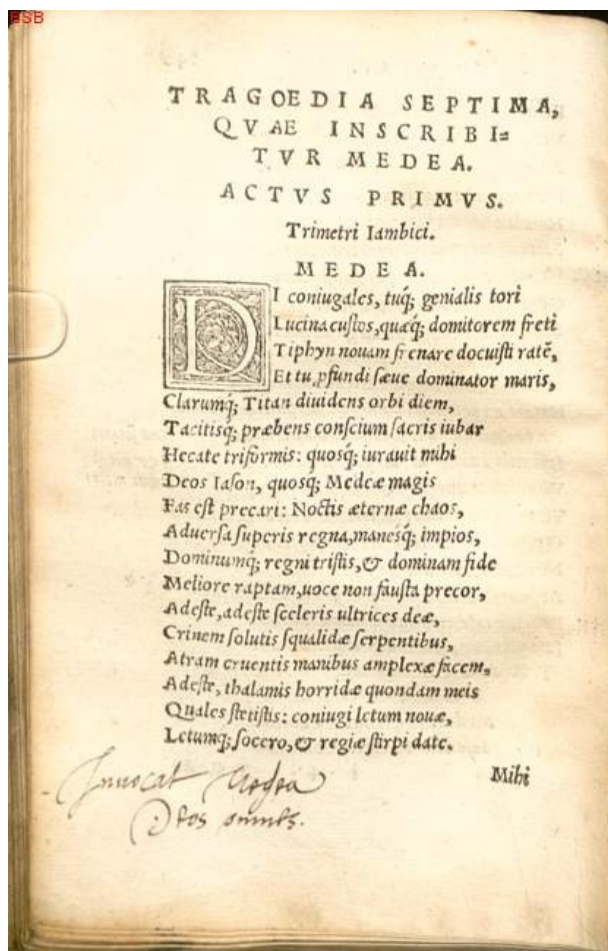 BSB
TRAGOEDIA SEPTIMA,
QVAE INSCRIBI=
TVR MEDEA.
ACTVS PRIMVS.
Trimetri Iambici.
MEDEA.
DI coniugales, tuq́; genialis tori
Lucina custos, quæq́; domitorem freti
Tiphyn nouam frenare docuisti ratē,
Et tu ꝓfundi sæue dominator maris,
Clarumq́; Titan diuidens orbi diem,
Tacitisq́; præbens conscium sacris iubar
Hecate triformis: quosq́; iurauit mihi
Deos Iason, quosq́; Medeæ magis
Fas est precari: Noctis æternæ chaos,
Aduersa superis regna, manesq́; impios,
Dominumq́; regni tristis, & dominam fide
Meliore raptam, uoce non fausta precor,
Adeste, adeste sceleris ultrices deæ,
Crinem solutis squalidæ serpentibus,
Atram cruentis manibus amplexæ facem,
Adeste, thalamis horridæ quondam meis
Quales stetistis: coniugi letum nouæ,
Letumq́; socero, & regiæ stirpi date.
Mihi
Inuocat Medea
Deos omnes.